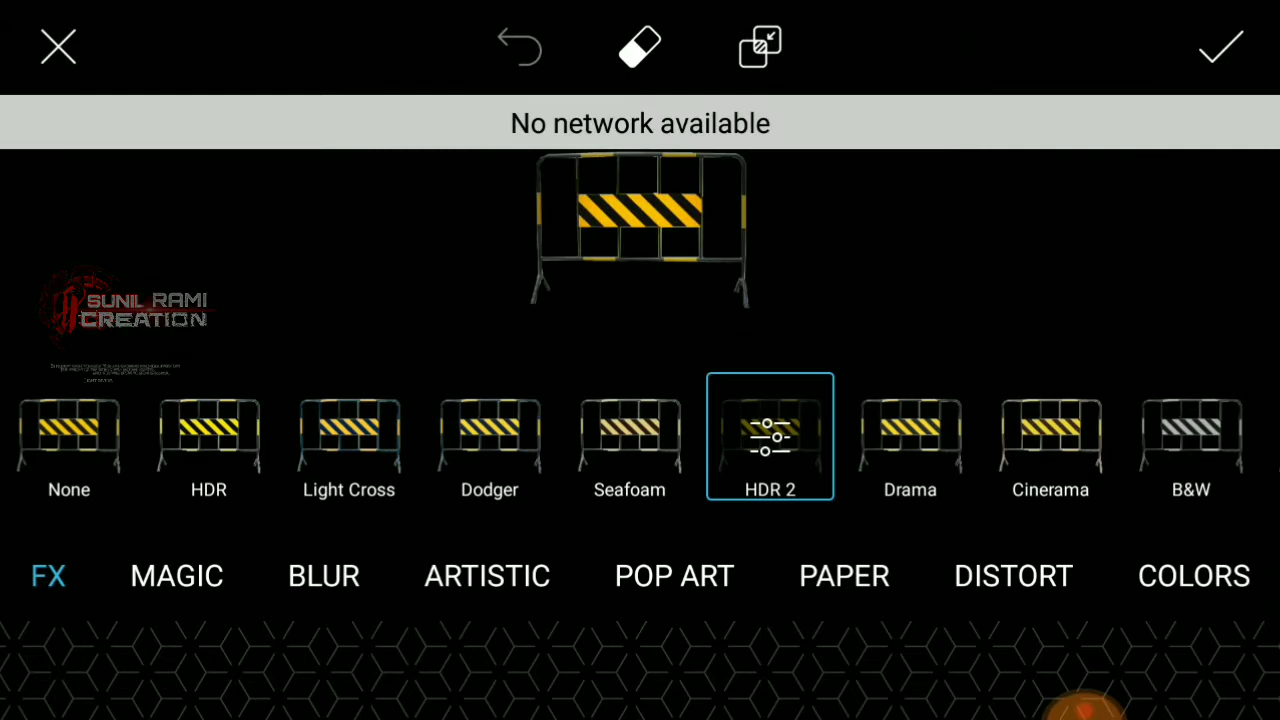 No network available
SUNIL RAMI
CREATION
None
HDR
Light Cross
Dodger
Seafoam
HDR 2
Drama
Cinerama
B&W
FX
MAGIC
BLUR
ARTISTIC
POP ART
PAPER
DISTORT
COLORS